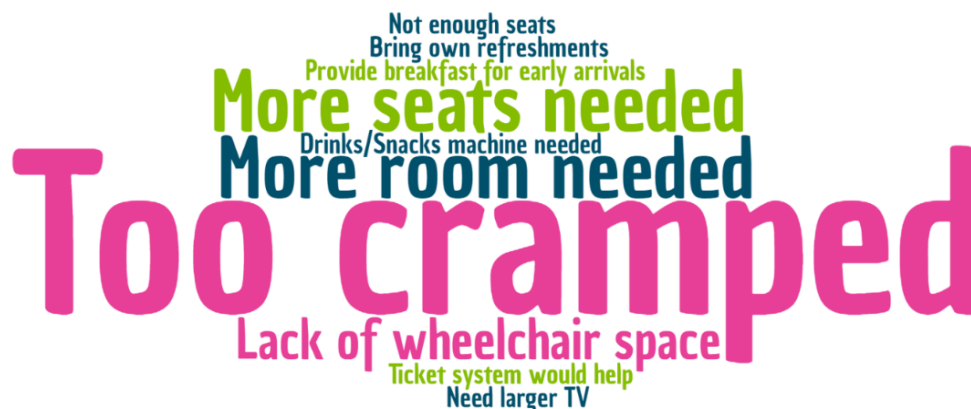 Not enough seats
Bring own refreshments
Provide breakfast for early arrivals
More seats needed
Drinks/Snacks machine needed
More room needed
Too cramped
Lack of wheelchair space
Ticket system would help
Need larger TV